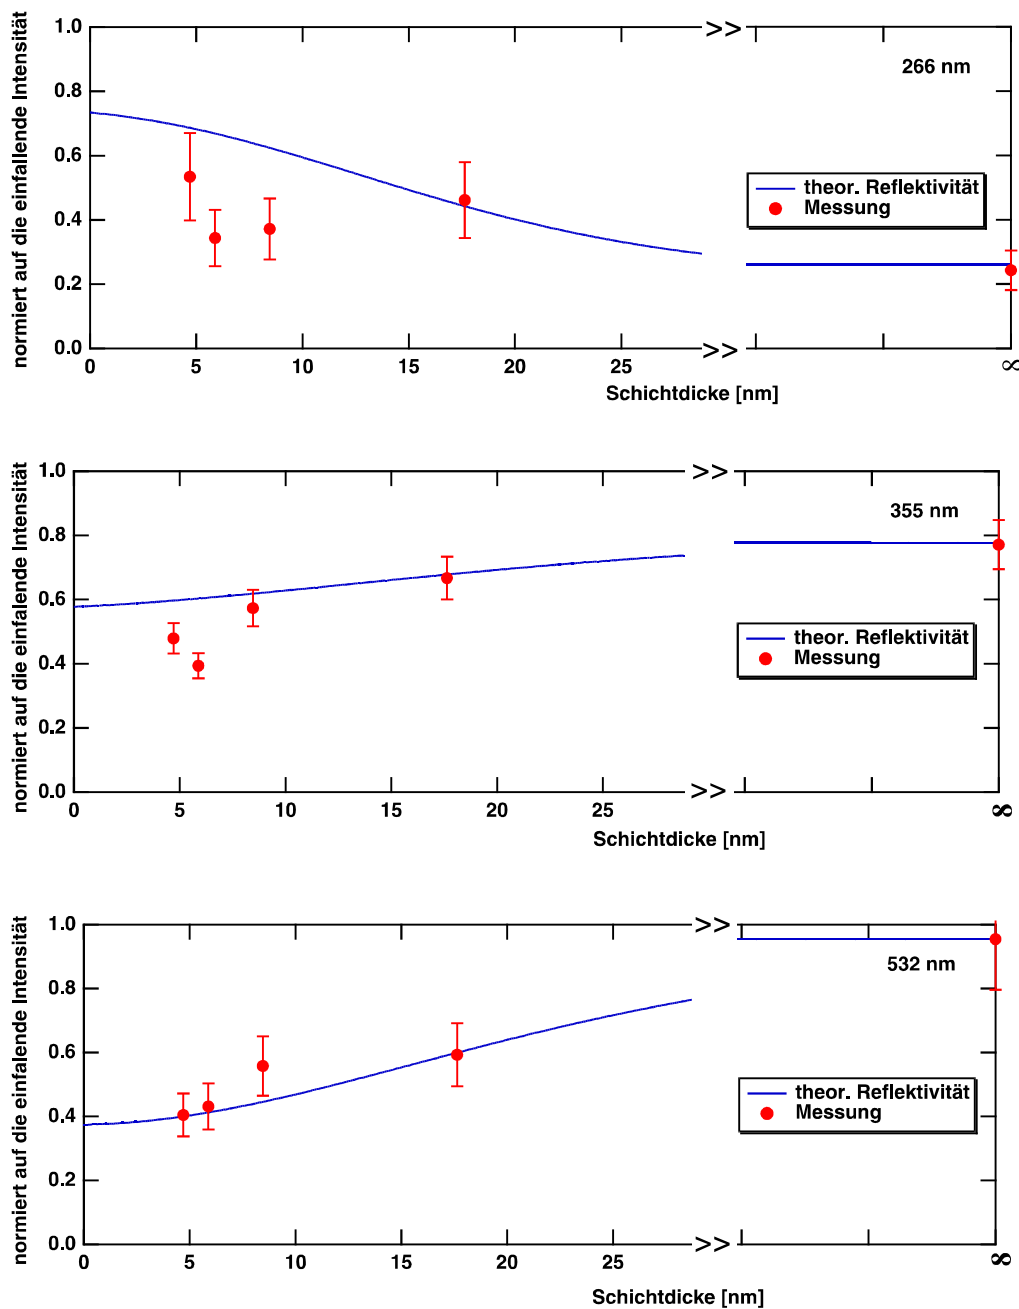 normiert auf die einfallende Intensität
1.0
0.8
0.6
0.4
0.2
0.0
>>
266 nm
theor. Reflektivität
Messung
>>
0 5 10 15 20 25 ∞
Schichtdicke [nm]
normiert auf die einfalende Intensität
1.0
0.8
0.6
0.4
0.2
0.0
>>
355 nm
theor. Reflektivität
Messung
>>
0 5 10 15 20 25 ∞
Schichtdicke [nm]
normiert auf die einfalende Intensität
1.0
0.8
0.6
0.4
0.2
0.0
>>
532 nm
theor. Reflektivität
Messung
>>
0 5 10 15 20 25 ∞
Schichtdicke [nm]